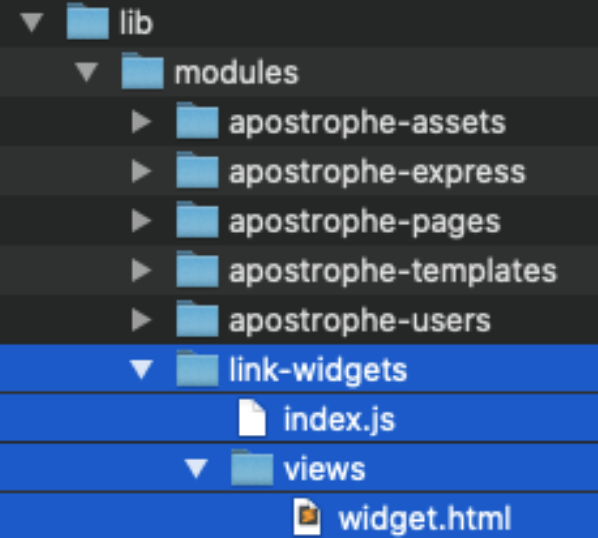 lib
modules
apostrophe-assets
apostrophe-express
apostrophe-pages
apostrophe-templates
apostrophe-users
link-widgets
index.js
views
widget.html